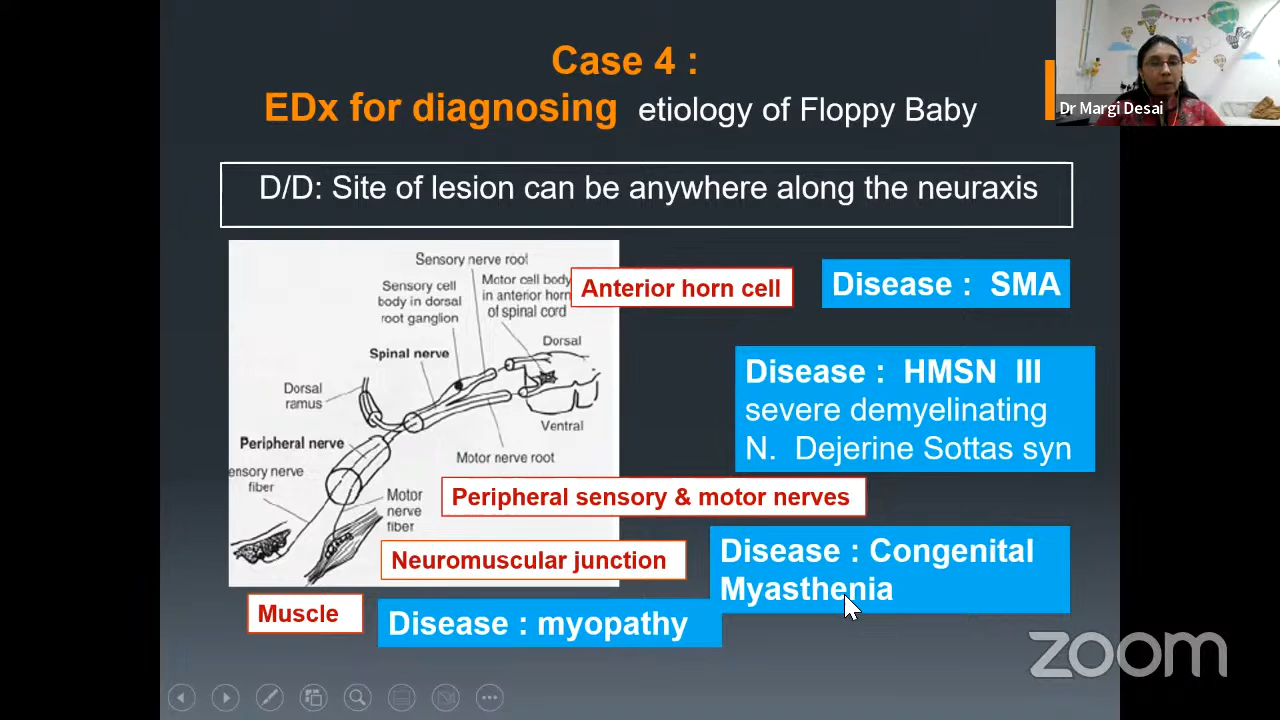 Case 4 :
EDx for diagnosing etiology of Floppy Baby
Dr Margi Desai
D/D: Site of lesion can be anywhere along the neuraxis
Sensory nerve root
Sensory cell
body in dorsal
root ganglion
Motor cell body
in anterior horn
of spinal cord
Anterior horn cell
Disease : SMA
Dorsal
Spinal nerve
Dorsal
ramus
Disease : HMSN III
severe demyelinating
N. Dejerine Sottas syn
Ventral
Peripheral nerve
Motor nerve root
ensory nerve
fiber
Motor
nerve
fiber
Peripheral sensory & motor nerves
Neuromuscular junction
Disease : Congenital
Myasthenia
Muscle
Disease : myopathy
zoom